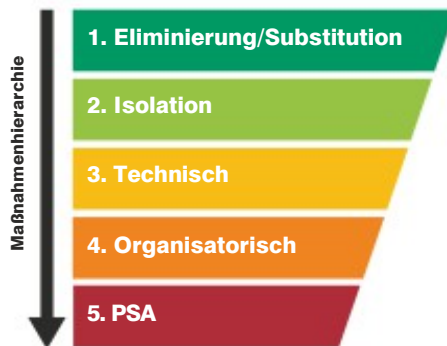 Maßnahmenhierarchie
1. Eliminierung/Substitution
2. Isolation
3. Technisch
4. Organisatorisch
5. PSA